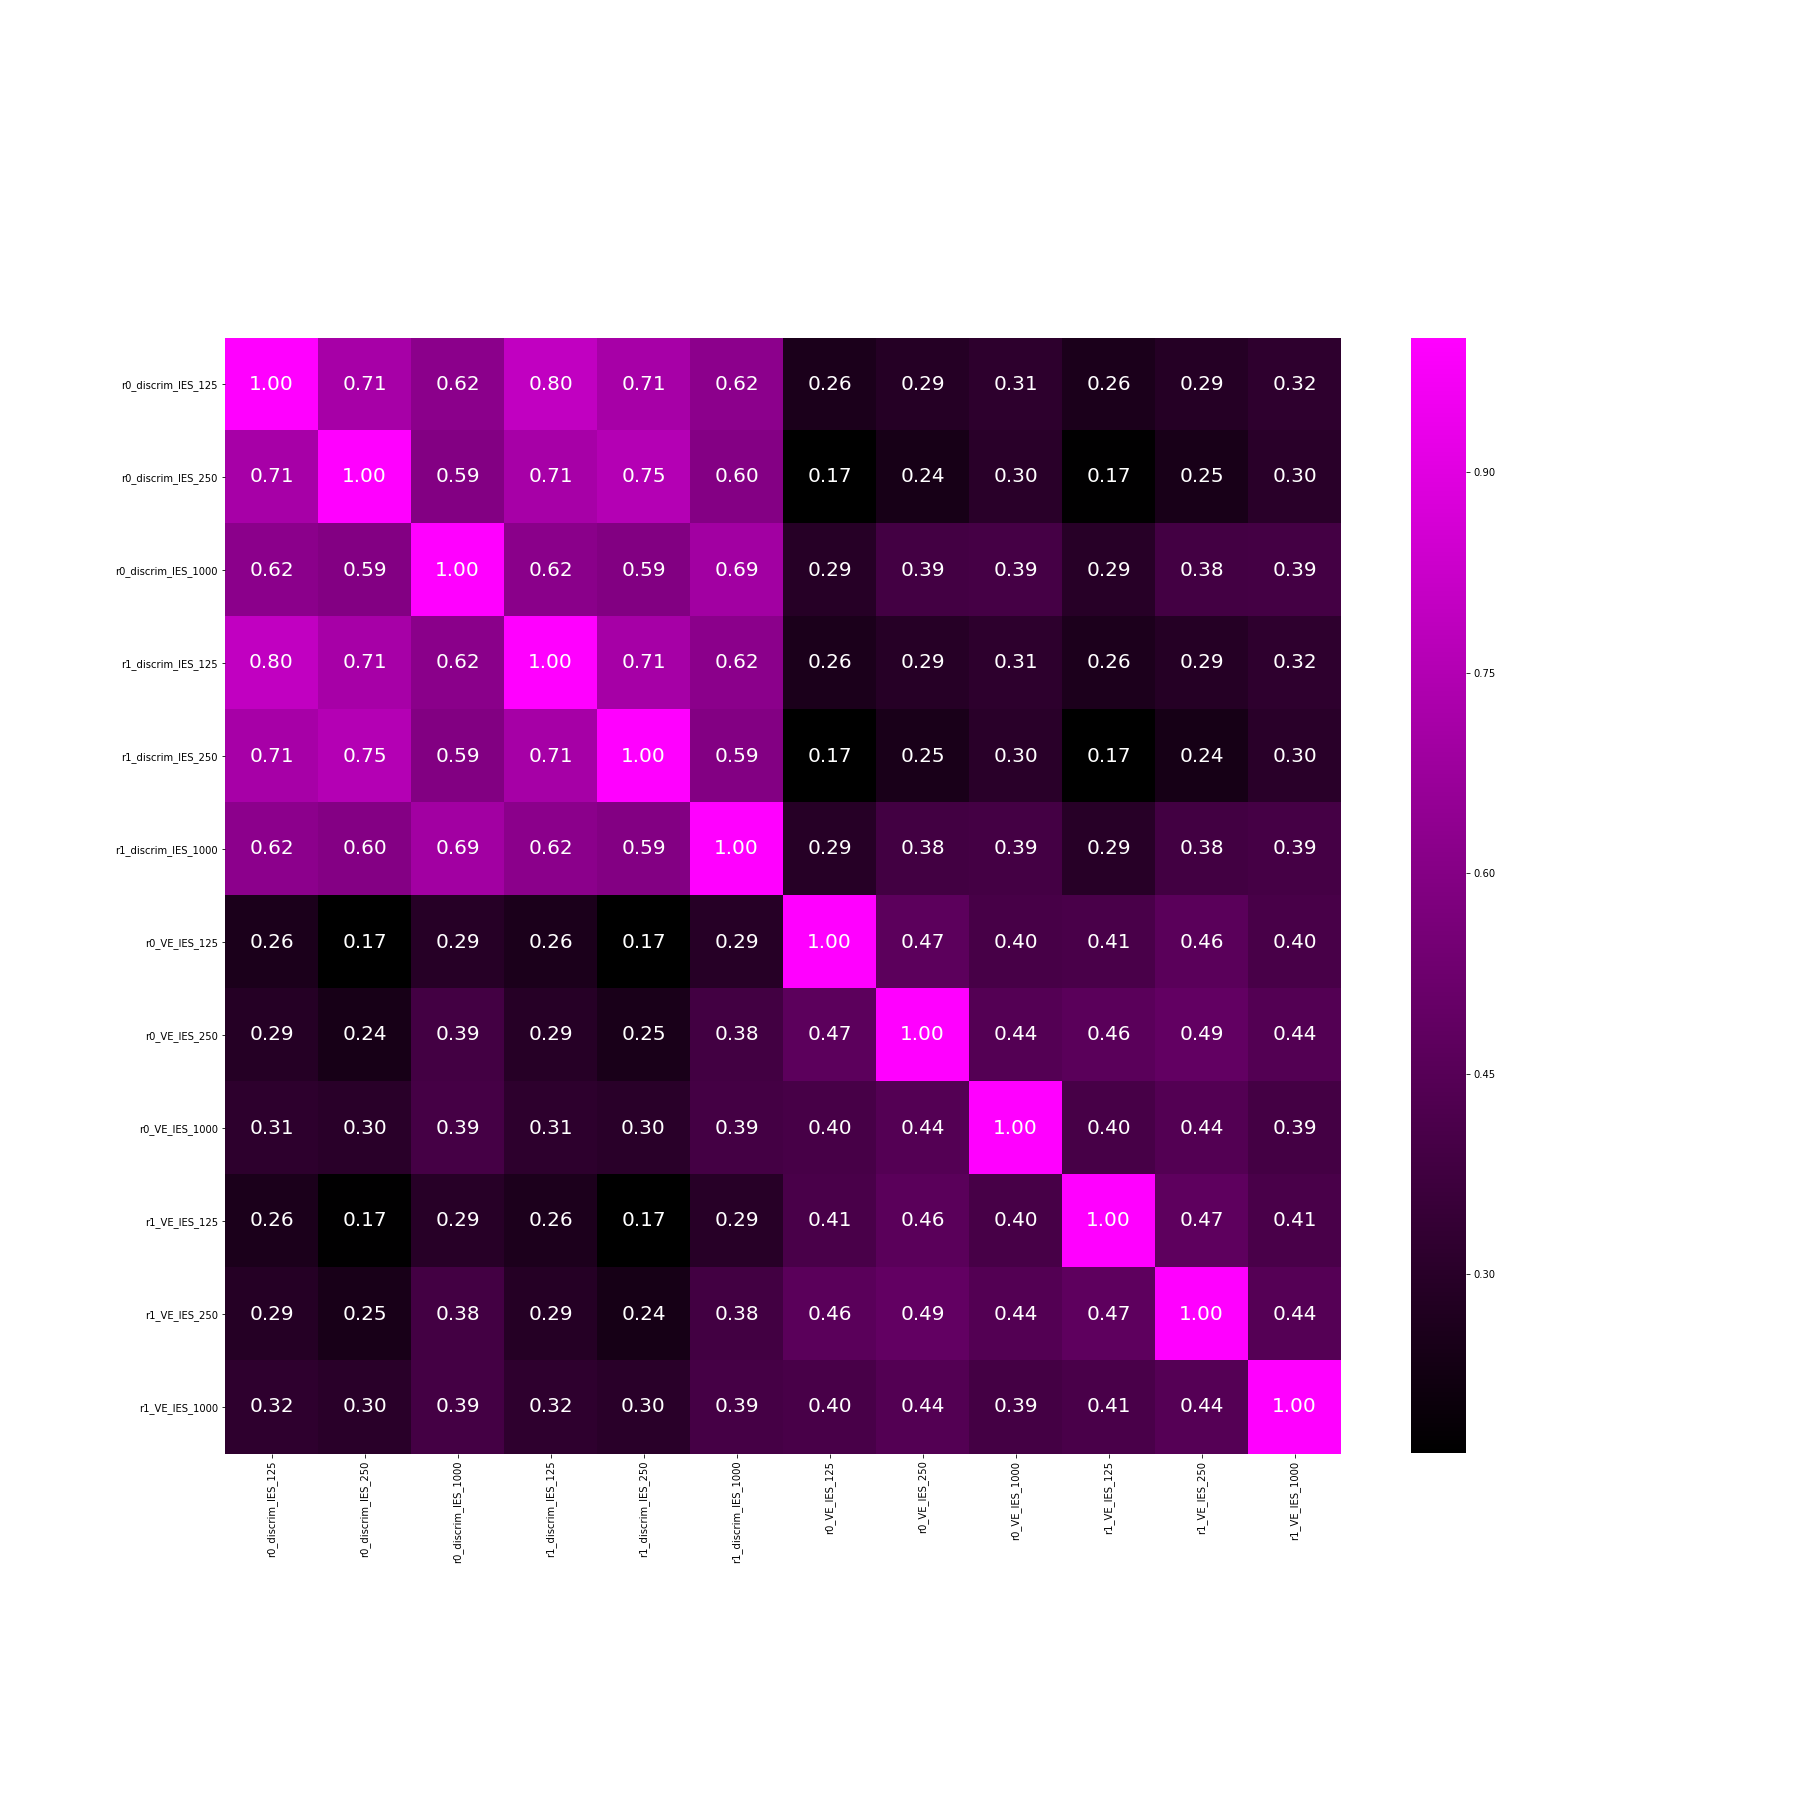 r0_discrim_IES_125 1.00 0.71 0.62 0.80 0.71 0.62 0.26 0.29 0.31 0.26 0.29 0.32
r0_discrim_IES_250 0.71 1.00 0.59 0.71 0.75 0.60 0.17 0.24 0.30 0.17 0.25 0.30
r0_discrim_IES_1000 0.62 0.59 1.00 0.62 0.59 0.69 0.29 0.39 0.39 0.29 0.38 0.39
r1_discrim_IES_125 0.80 0.71 0.62 1.00 0.71 0.62 0.26 0.29 0.31 0.26 0.29 0.32
r1_discrim_IES_250 0.71 0.75 0.59 0.71 1.00 0.59 0.17 0.25 0.30 0.17 0.24 0.30
r1_discrim_IES_1000 0.62 0.60 0.69 0.62 0.59 1.00 0.29 0.38 0.39 0.29 0.38 0.39
r0_VE_IES_125 0.26 0.17 0.29 0.26 0.17 0.29 1.00 0.47 0.40 0.41 0.46 0.40
r0_VE_IES_250 0.29 0.24 0.39 0.29 0.25 0.38 0.47 1.00 0.44 0.46 0.49 0.44
r0_VE_IES_1000 0.31 0.30 0.39 0.31 0.30 0.39 0.40 0.44 1.00 0.40 0.44 0.39
r1_VE_IES_125 0.26 0.17 0.29 0.26 0.17 0.29 0.41 0.46 0.40 1.00 0.47 0.41
r1_VE_IES_250 0.29 0.25 0.38 0.29 0.24 0.38 0.46 0.49 0.44 0.47 1.00 0.44
r1_VE_IES_1000 0.32 0.30 0.39 0.32 0.30 0.39 0.40 0.44 0.39 0.41 0.44 1.00
r0_discrim_IES_125
r0_discrim_IES_250
r0_discrim_IES_1000
r1_discrim_IES_125
r1_discrim_IES_250
r1_discrim_IES_1000
r0_VE_IES_125
r0_VE_IES_250
r0_VE_IES_1000
r1_VE_IES_125
r1_VE_IES_250
r1_VE_IES_1000
0.90
0.75
0.60
0.45
0.30